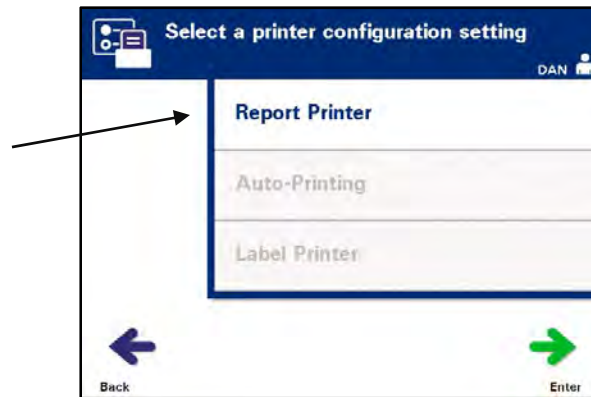 Select a printer configuration setting
DAN
Report Printer
Auto-Printing
Label Printer
Back
Enter